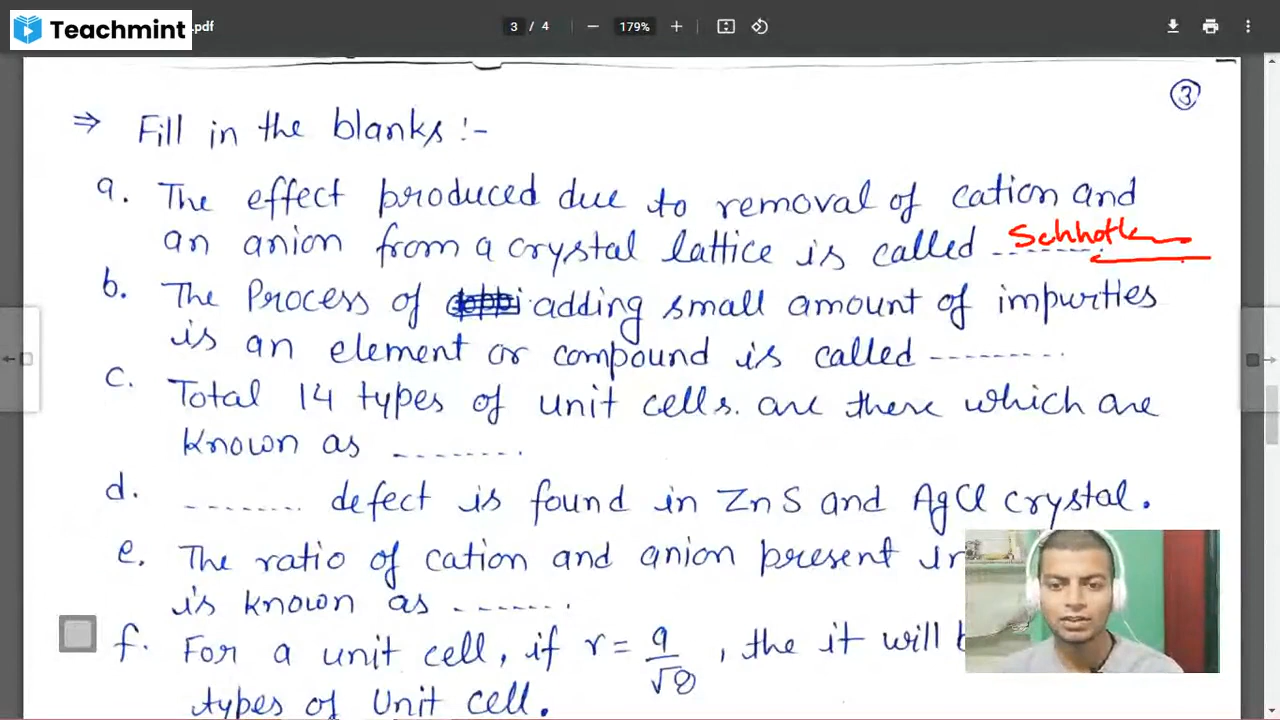 Teachmint
.pdf
3 / 4
179%
3
⇒ Fill in the blanks :-
a. The effect produced due to removal of cation and
an anion from a crystal lattice is called --------
Schhotk
b. The Process of adding small amount of impurties
is an element or compound is called ----------
c. Total 14 types of unit cells. are there which are
known as --------
d. -------- defect is found in ZnS and AgCl crystal.
e. The ratio of cation and anion present in
is known as -------
f. For a unit cell, if r = a/√8 , the it will
types of Unit cell.